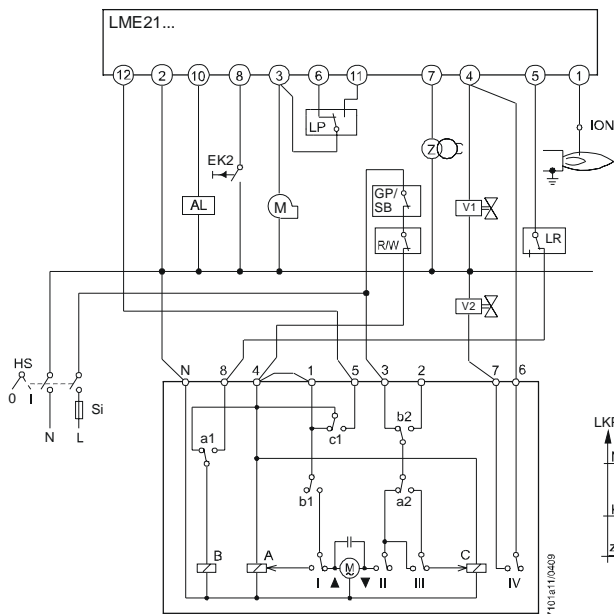 LME21...
12 2 10 8 3 6 11 7 4 5 1
LP
ION
EK2
AL
M
Z
GP/
SB
R/W
V1
LR
V2
HS
0 I
Si
N L
N 8 4 1 5 3 2 7 6
a1
c1
b2
b1
a2
B A I M II III C IV
7101a11/0409
LKP
N
K
z